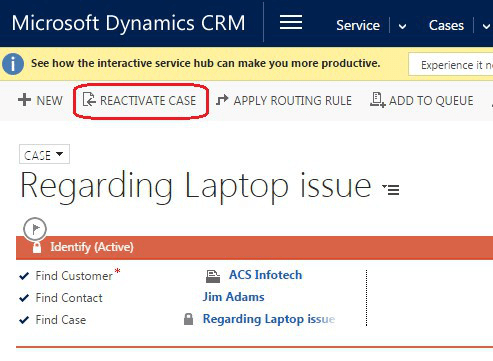 Microsoft Dynamics CRM Service Cases
See how the interactive service hub can make you more productive. Experience it
NEW REACTIVATE CASE APPLY ROUTING RULE ADD TO QUEUE
CASE
Regarding Laptop issue
Identify (Active)
Find Customer* ACS Infotech
Find Contact Jim Adams
Find Case Regarding Laptop issue